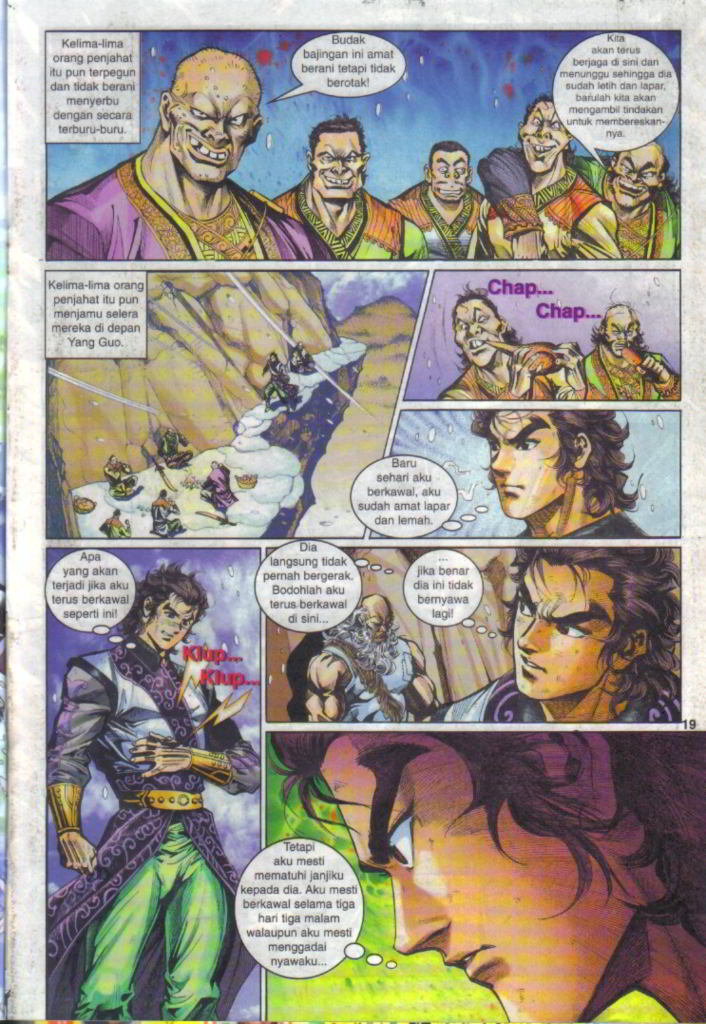 Kelima-lima
orang penjahat
itu pun terpegun
dan tidak berani
menyerbu
dengan secara
terburu-buru.
Budak
bajingan ini amat
berani tetapi tidak
berotak!
Kita
akan terus
berjaga di sini dan
menunggu sehingga dia
sudah letih dan lapar,
barulah kita akan
mengambil tindakan
untuk membereskan-
nya.
Kelima-lima orang
penjahat itu pun
menjamu selera
mereka di depan
Yang Guo.
Chap...
Chap...
Baru
sehari aku
berkawal, aku
sudah amat lapar
dan lemah.
Apa
yang akan
terjadi jika aku
terus berkawal
seperti ini!
Klup...
Klup...
Dia
langsung tidak
pernah bergerak.
Bodohlah aku
terus berkawal
di sini...
...
jika benar
dia ini tidak
bernyawa
lagi!
19
Tetapi
aku mesti
mematuhi janjiku
kepada dia. Aku mesti
berkawal selama tiga
hari tiga malam
walaupun aku mesti
menggadai
nyawaku...